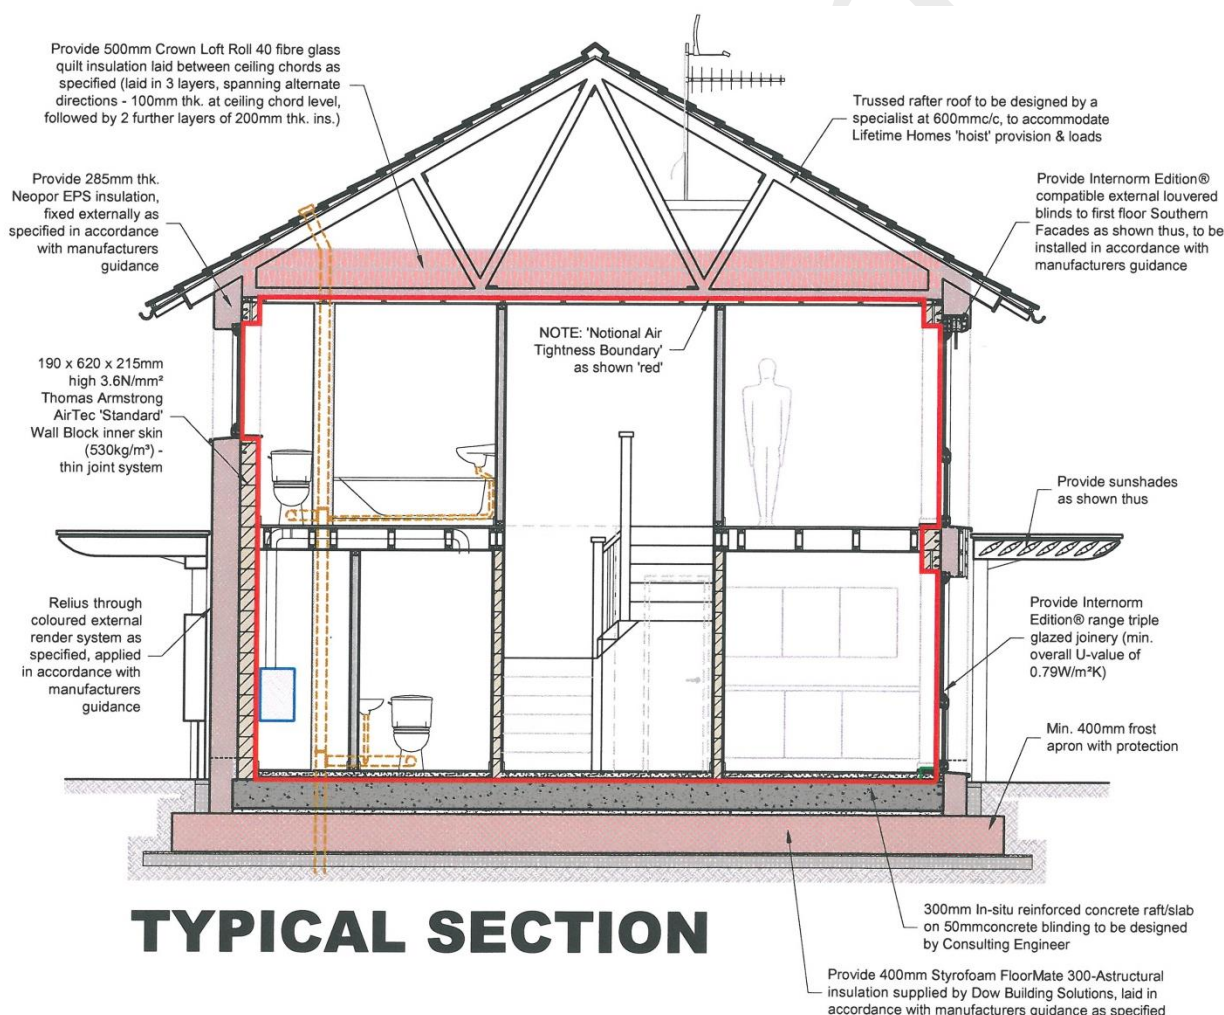 Provide 500mm Crown Loft Roll 40 fibre glass
quilt insulation laid between ceiling chords as
specified (laid in 3 layers, spanning alternate
directions - 100mm thk. at ceiling chord level,
followed by 2 further layers of 200mm thk. ins.)
Trussed rafter roof to be designed by a
specialist at 600mmc/c, to accommodate
Lifetime Homes 'hoist' provision & loads
Provide 285mm thk.
Neopor EPS insulation,
fixed externally as
specified in accordance
with manufacturers
guidance
Provide Internorm Edition®
compatible external louvered
blinds to first floor Southern
Facades as shown thus, to be
installed in accordance with
manufacturers guidance
NOTE: 'Notional Air
Tightness Boundary'
as shown 'red'
190 x 620 x 215mm
high 3.6N/mm²
Thomas Armstrong
AirTec 'Standard'
Wall Block inner skin
(530kg/m³) -
thin joint system
Provide sunshades
as shown thus
Relius through
coloured external
render system as
specified, applied
in accordance with
manufacturers
guidance
Provide Internorm
Edition® range triple
glazed joinery (min.
overall U-value of
0.79W/m²K)
Min. 400mm frost
apron with protection
TYPICAL SECTION
300mm In-situ reinforced concrete raft/slab
on 50mmconcrete blinding to be designed
by Consulting Engineer
Provide 400mm Styrofoam FloorMate 300-Astructural
insulation supplied by Dow Building Solutions, laid in
accordance with manufacturers guidance as specified